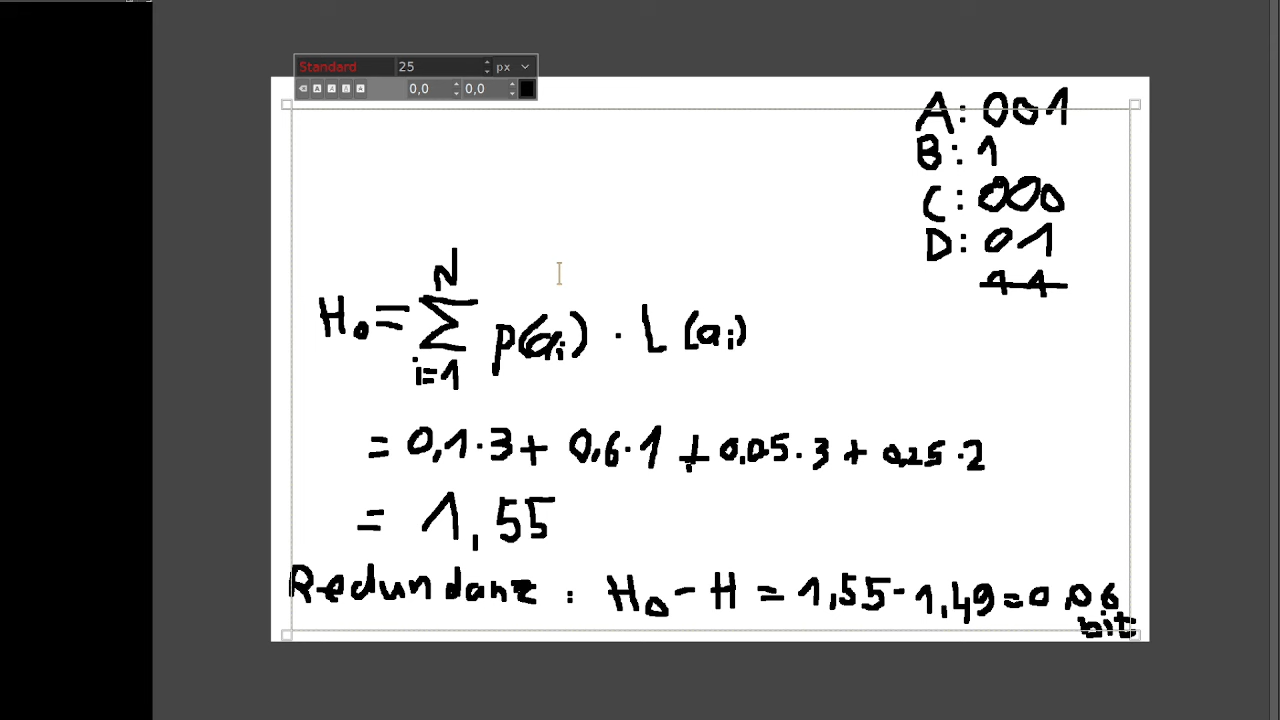 Standard 25 px
0,0 0,0
A: 001
B: 1
C: 000
D: 01
11
H₀ = ∑ᵢ₌₁ᴺ p(aᵢ) · L(aᵢ)
= 0,1·3 + 0,6·1 + 0,05·3 + 0,25·2
= 1,55
Redundanz: H₀ - H = 1,55 - 1,49 = 0,06
bit